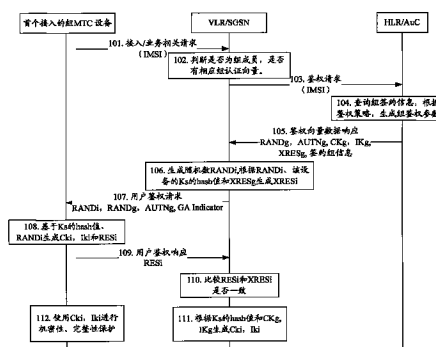 首个接入的组MTC 设备
VLR/SGSN
HLR/AuC
101. 接入/业务相关请求
(IMSI)
102. 判断是否为组成员,是否
有相应组认证向量。
103. 鉴权请求
(IMSI)
104. 查询组签约信息,根据
鉴权策略,生成组鉴权参数
105. 鉴权向量数据响应
RANDg, AUTNg, CKg, IKg,
XRESg, 签约组信息
106. 生成随机数RANDi,根据RANDi、该设
备的Ks的hash值和XRESg生成XRESi
107. 用户鉴权请求
RANDi, RANDg, AUTNg, GA Indicator
108. 基于Ks的hash值、
RANDi生成Cki, Iki和RESi
109. 用户鉴权响应
RESi
110. 比较RESi和XRESi
是否一致
111. 根据Ks的hash值和CKg,
IKg生成Cki, Iki
112. 使用Cki, Iki进行
机密性、完整性保护